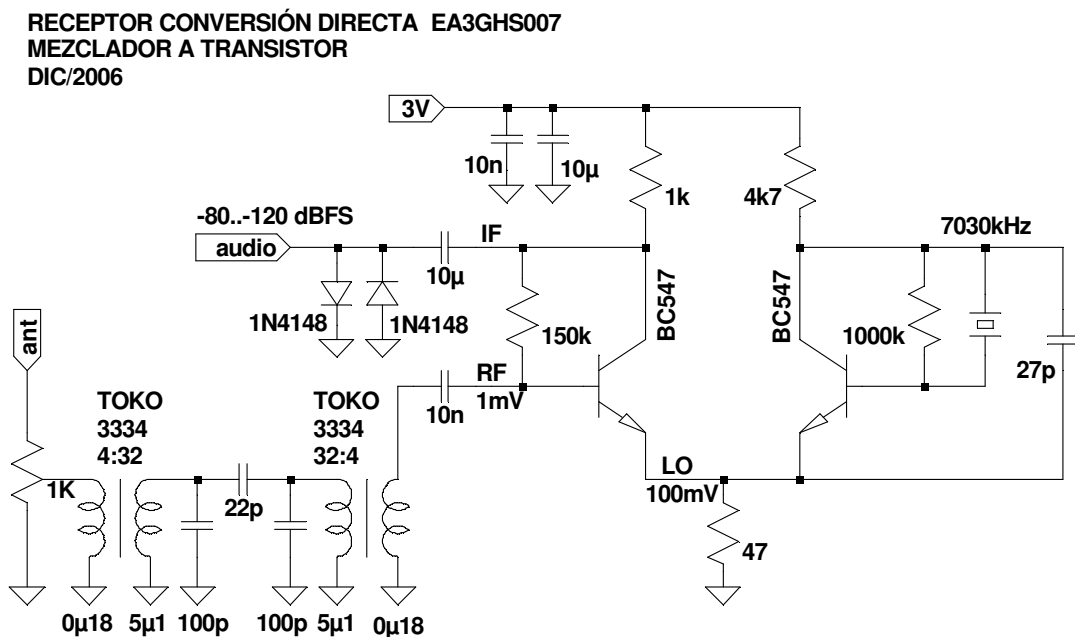 RECEPTOR CONVERSIÓN DIRECTA EA3GHS007
MEZCLADOR A TRANSISTOR
DIC/2006
3V
10n
10µ
1k
4k7
-80..-120 dBFS
audio
IF
7030kHz
10µ
BC547
BC547
1N4148
1N4148
150k
1000k
27p
ant
RF
1mV
10n
TOKO
3334
4:32
TOKO
3334
32:4
1K
22p
LO
100mV
47
0µ18 5µ1 100p 100p 5µ1 0µ18